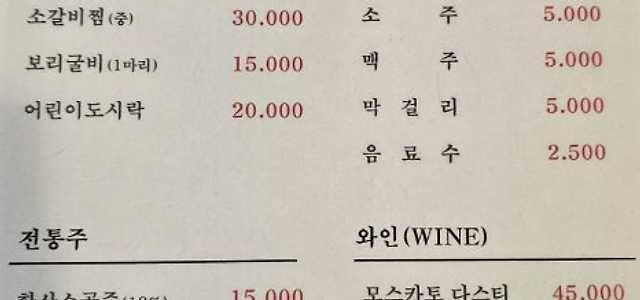 소갈비찜(중) 30.000
보리굴비(1마리) 15.000
어린이도시락 20.000
소 주 5.000
맥 주 5.000
막 걸 리 5.000
음 료 수 2.500
전통주
15.000
와인(WINE)
모스카토 다스티 45.000